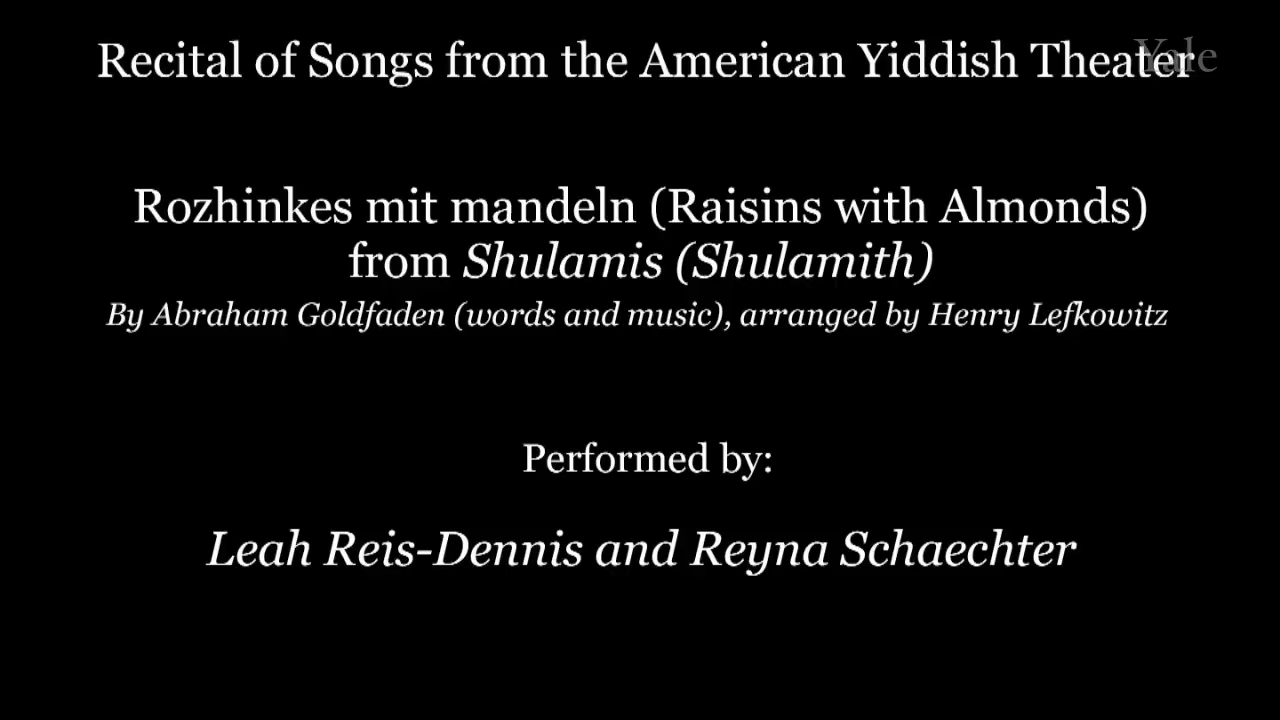 Recital of Songs from the American Yiddish Theater
Yale
Rozhinkes mit mandeln (Raisins with Almonds)
from Shulamis (Shulamith)
By Abraham Goldfaden (words and music), arranged by Henry Lefkowitz
Performed by:
Leah Reis-Dennis and Reyna Schaechter